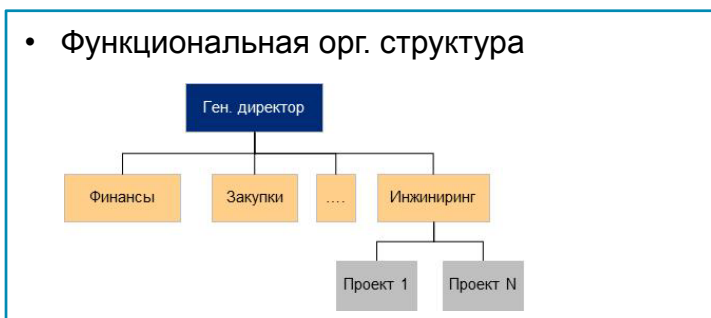 • Функциональная орг. структура
Ген. директор
Финансы
Закупки
....
Инжиниринг
Проект 1
Проект N